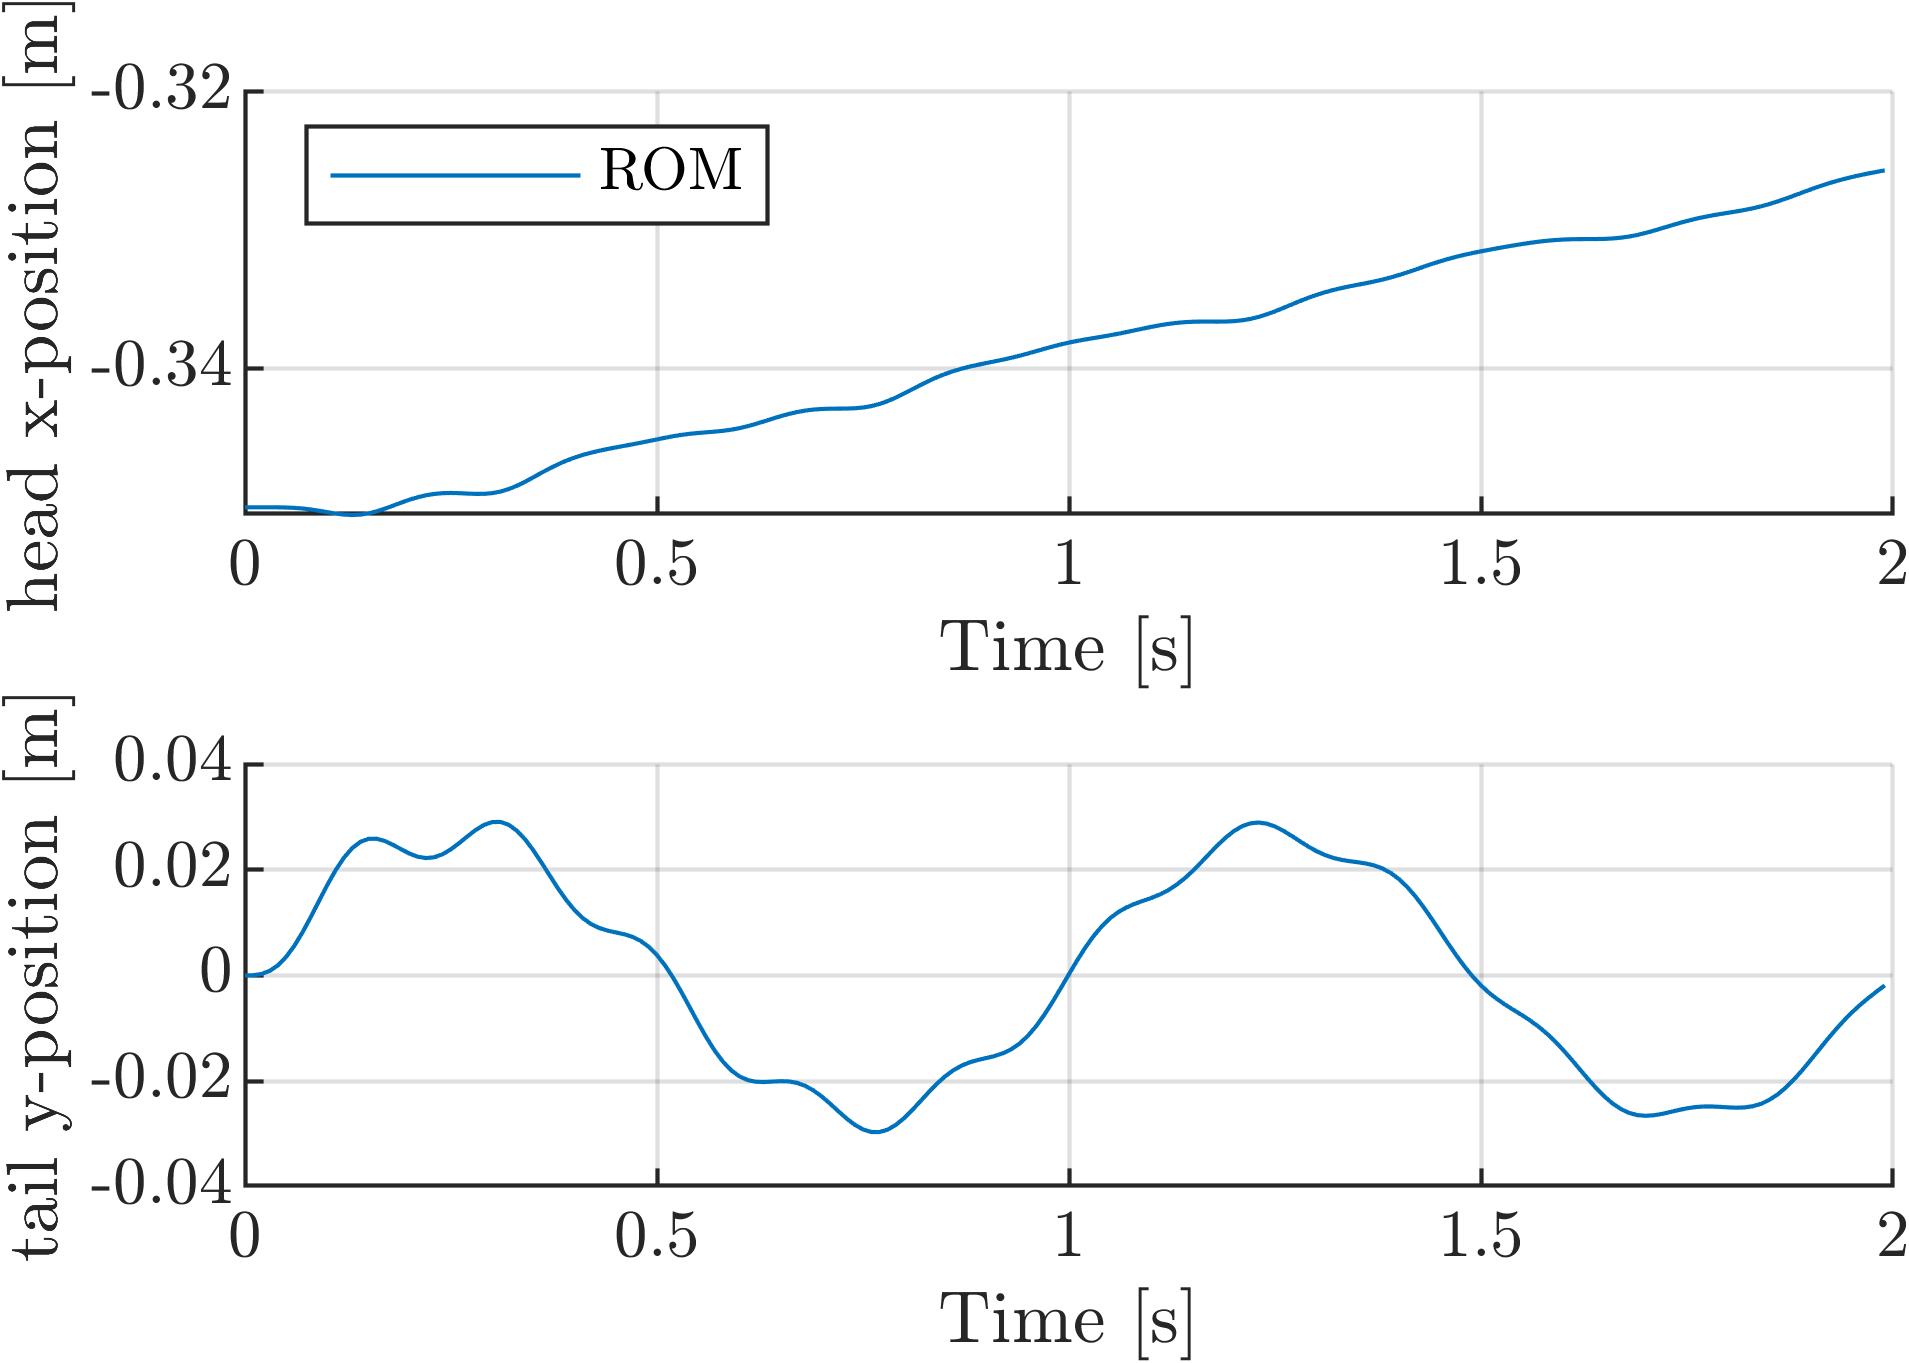 head x-position [m]
-0.32
-0.34
ROM
0 0.5 1 1.5 2
Time [s]
tail y-position [m]
0.04
0.02
0
-0.02
-0.04
0 0.5 1 1.5 2
Time [s]